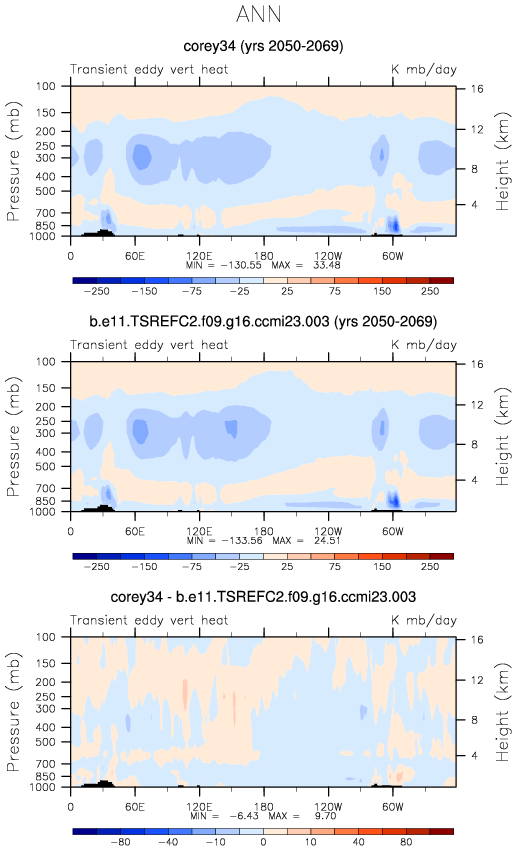 ANN
corey34 (yrs 2050-2069)
Transient eddy vert heat K mb/day
Pressure (mb)
100
150
200
250
300
400
500
700
850
1000
16
12
8
4
Height (km)
0 60E 120E 180 120W 60W
MIN = -130.55 MAX = 33.48
-250 -150 -75 -25 25 75 150 250
b.e11.TSREFC2.f09.g16.ccmi23.003 (yrs 2050-2069)
Transient eddy vert heat K mb/day
Pressure (mb)
100
150
200
250
300
400
500
700
850
1000
16
12
8
4
Height (km)
0 60E 120E 180 120W 60W
MIN = -133.56 MAX = 24.51
-250 -150 -75 -25 25 75 150 250
corey34 - b.e11.TSREFC2.f09.g16.ccmi23.003
Transient eddy vert heat K mb/day
Pressure (mb)
100
150
200
250
300
400
500
700
850
1000
16
12
8
4
Height (km)
0 60E 120E 180 120W 60W
MIN = -6.43 MAX = 9.70
-80 -40 -10 0 10 40 80